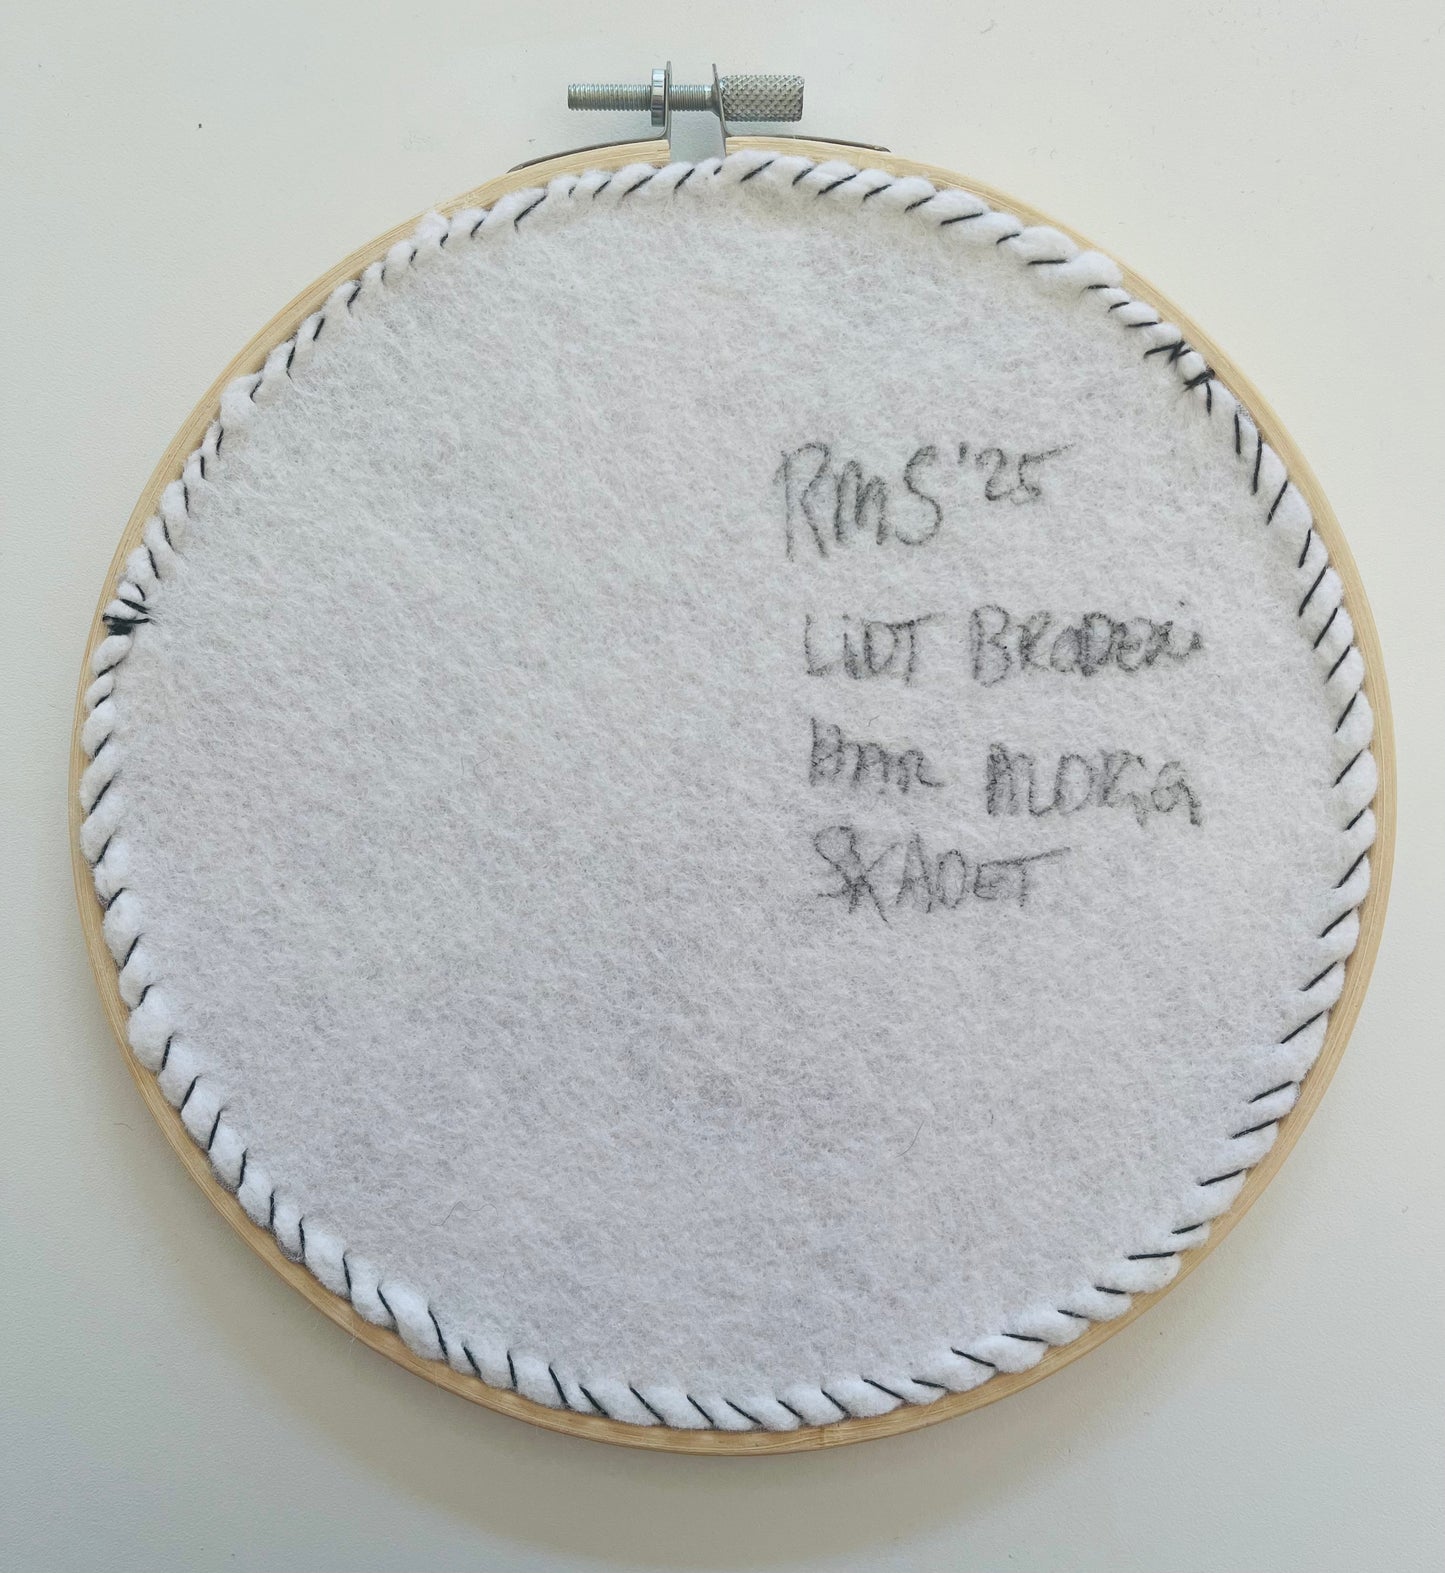 RMS '25
LiDT BRODERi
HAR ALDRiG
SKADET